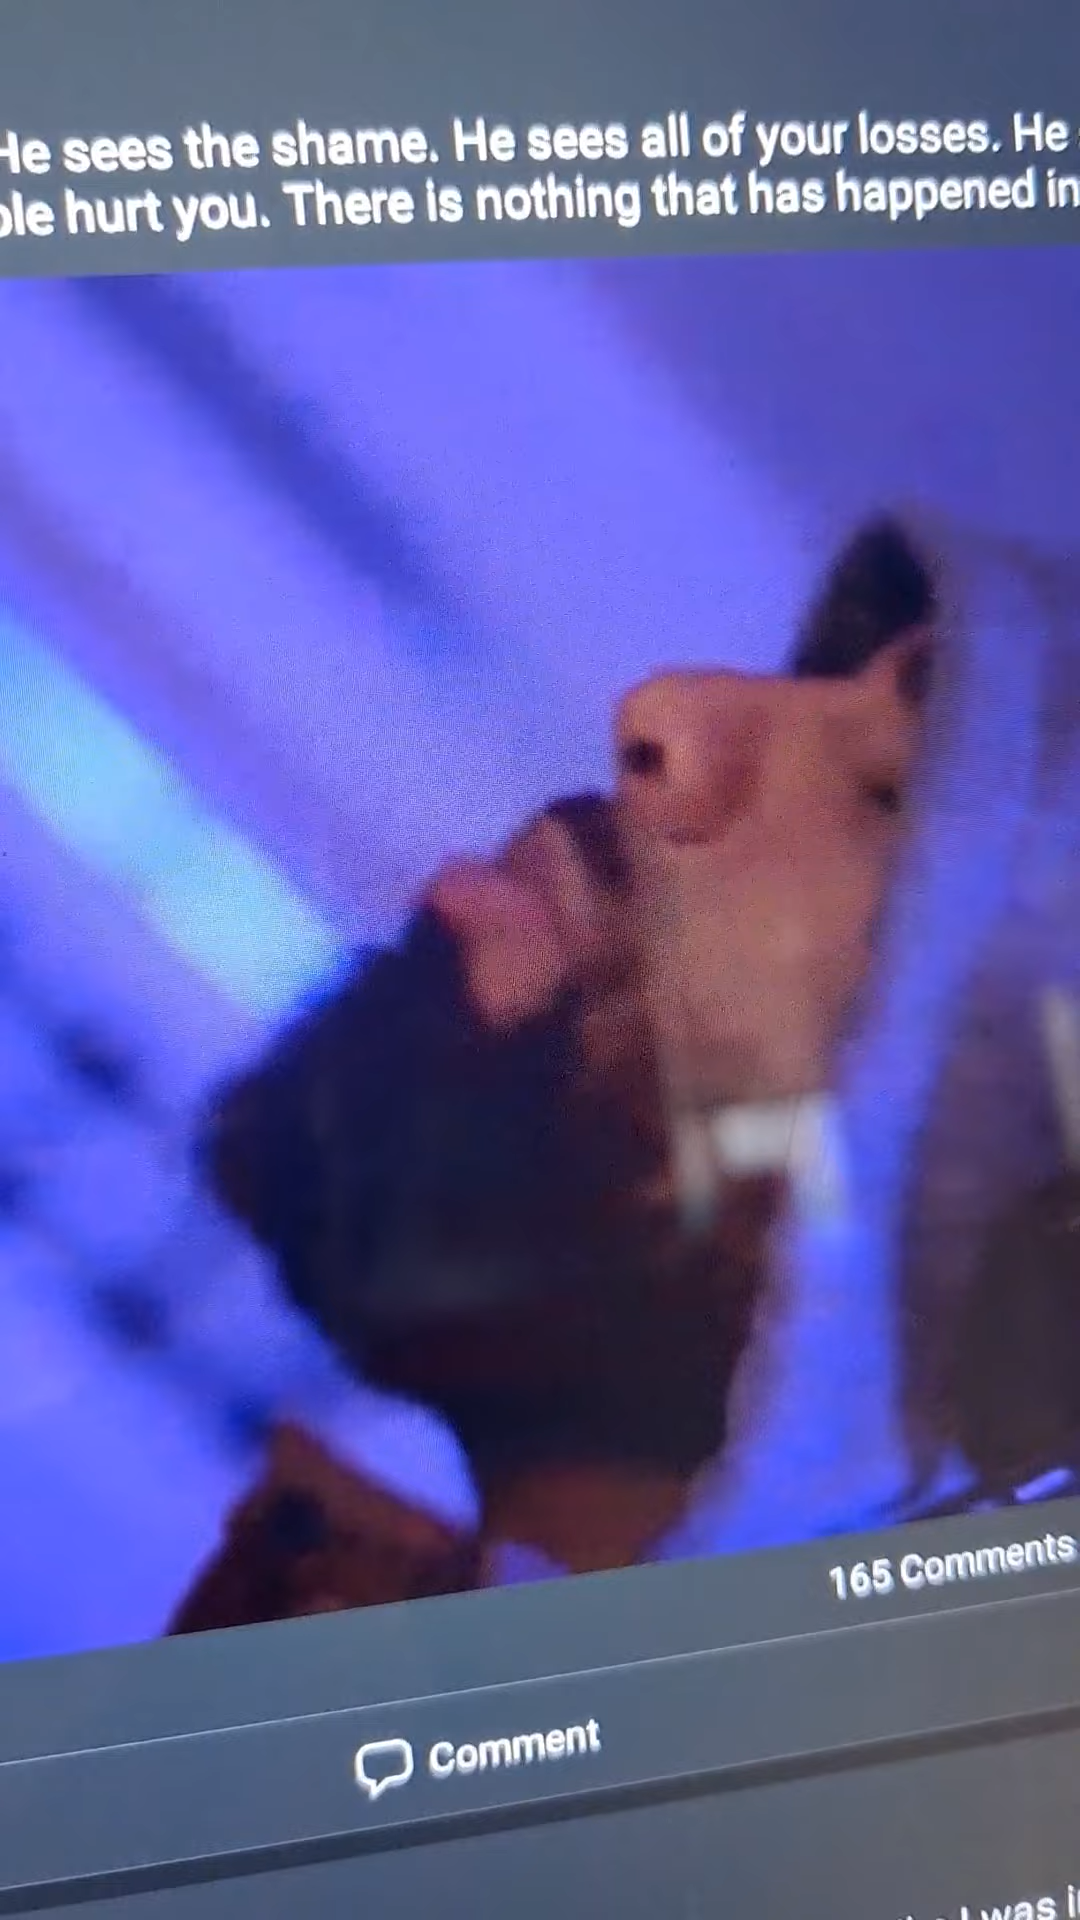 He sees the shame. He sees all of your losses. He
hurt you. There is nothing that has happened in
165 Comments
Comment
I was